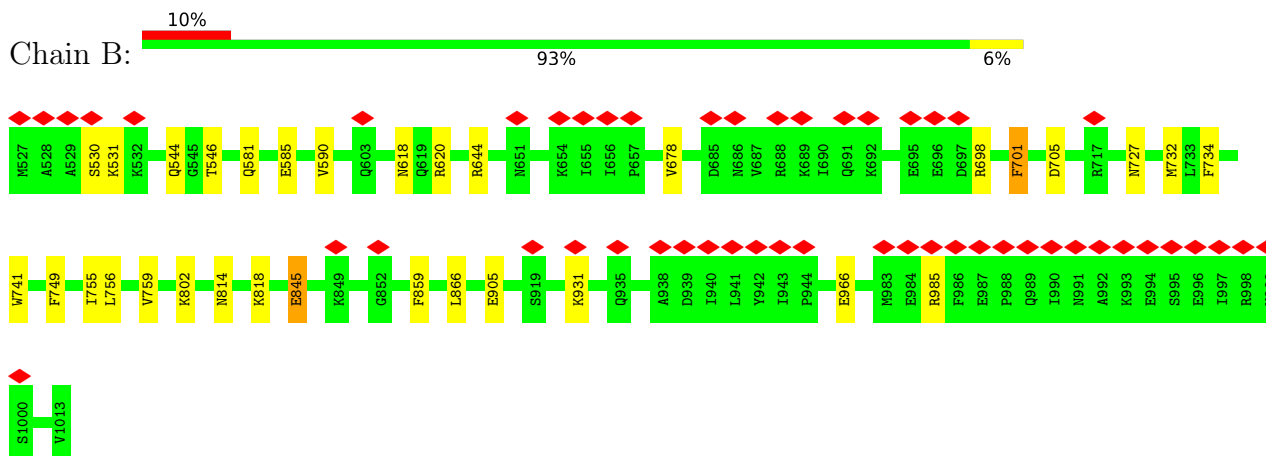 10%
Chain B:
93% 6%
M527 A528 A529 S530 K531 K532 Q544 G545 T546 Q581 E585 V590 Q603 N618 Q619 R620 R644 N651 K654 I655 I656 P657 V678 D685 N686 V687 R688 K689 I690 Q691 K692 E695 E696 D697 R698 F701 D705 R717 N727 M732 L733 F734
W741 F749 I755 L756 V759 K802 N814 K818 E845 K849 G852 F859 L866 E905 S919 K931 Q935 A938 D939 I940 L941 Y942 I943 P944 E966 M983 E984 R985 F986 E987 P988 Q989 I990 N991 A992 K993 E994 S995 E996 I997 R998
S1000 V1013